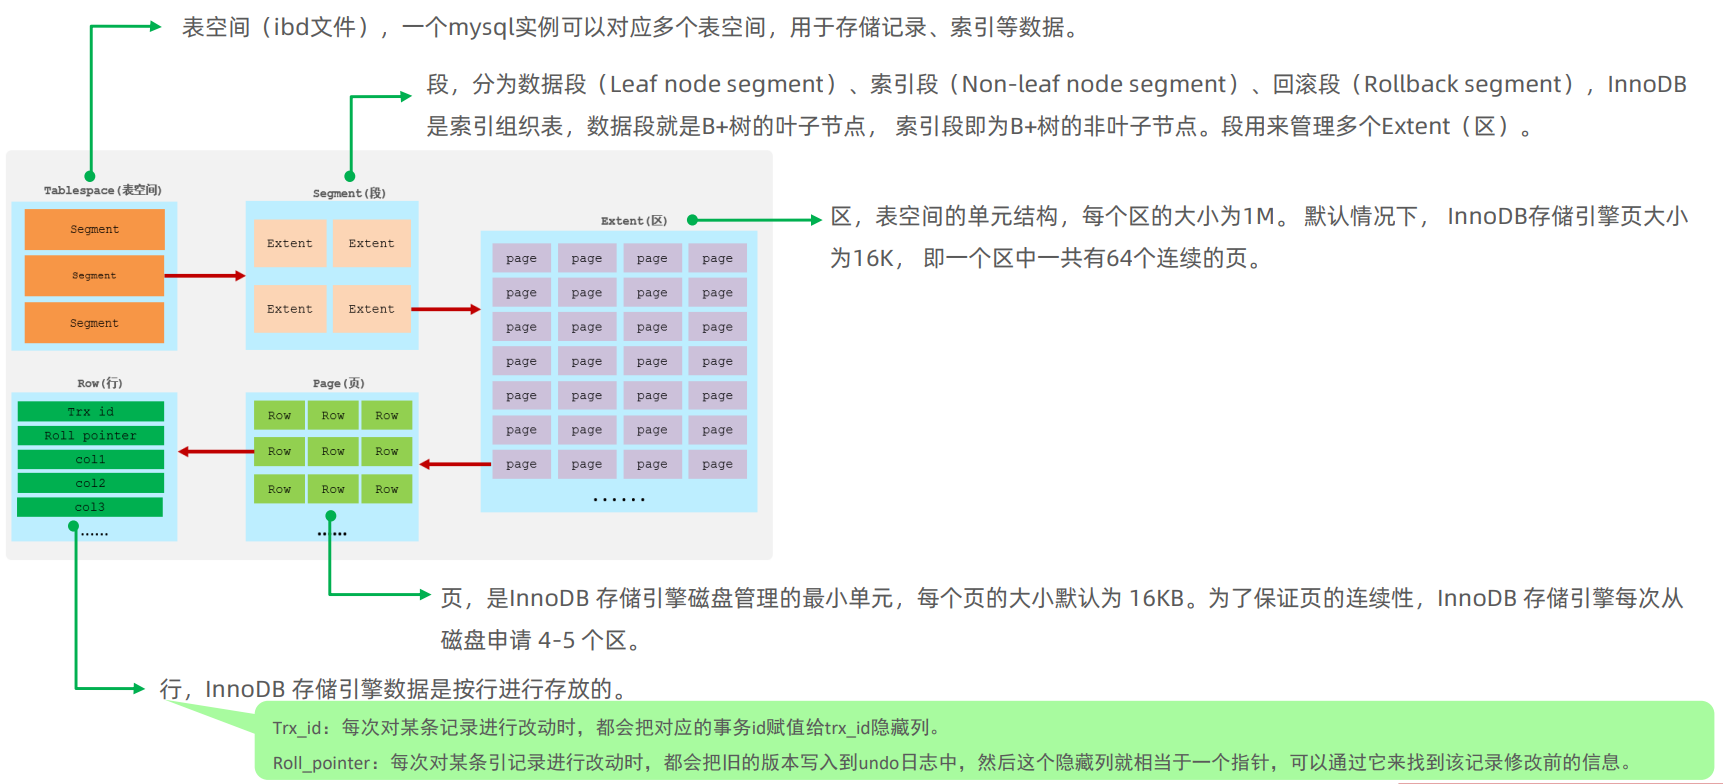 表空间（ibd文件），一个mysql实例可以对应多个表空间，用于存储记录、索引等数据。
段，分为数据段（Leaf node segment）、索引段（Non-leaf node segment）、回滚段（Rollback segment），InnoDB
是索引组织表，数据段就是B+树的叶子节点， 索引段即为B+树的非叶子节点。段用来管理多个Extent（区）。
Tablespace(表空间)
Segment
Segment
Segment
Segment(段)
Extent Extent
Extent Extent
Extent(区)
page page page page
page page page page
page page page page
page page page page
page page page page
page page page page
page page page page
......
区，表空间的单元结构，每个区的大小为1M。 默认情况下， InnoDB存储引擎页大小
为16K， 即一个区中一共有64个连续的页。
Row(行)
Trx id
Roll pointer
col1
col2
col3
......
Page(页)
Row Row Row
Row Row Row
Row Row Row
......
页，是InnoDB 存储引擎磁盘管理的最小单元，每个页的大小默认为 16KB。为了保证页的连续性，InnoDB 存储引擎每次从
磁盘申请 4-5 个区。
行，InnoDB 存储引擎数据是按行进行存放的。
Trx_id：每次对某条记录进行改动时，都会把对应的事务id赋值给trx_id隐藏列。
Roll_pointer：每次对某条引记录进行改动时，都会把旧的版本写入到undo日志中，然后这个隐藏列就相当于一个指针，可以通过它来找到该记录修改前的信息。